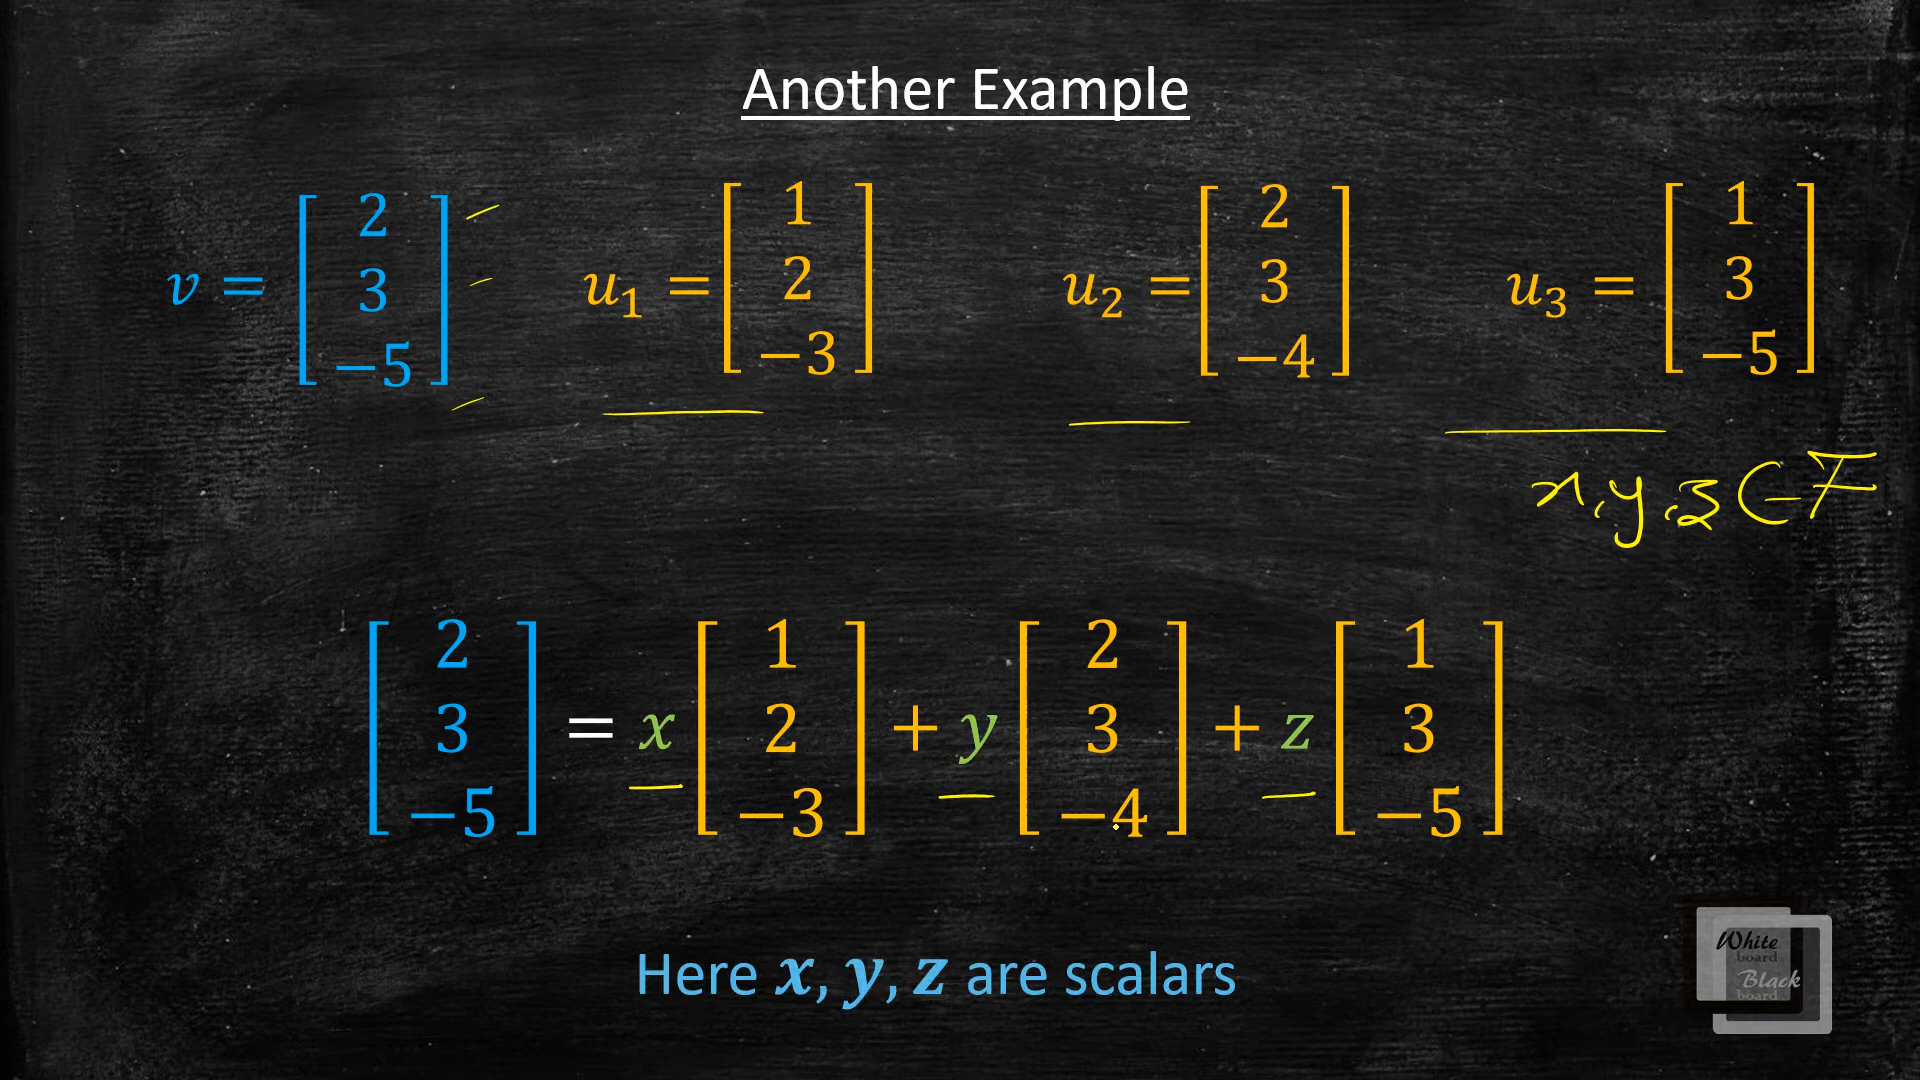 Another Example
v = [2 3 −5] u₁ = [1 2 −3] u₂ = [2 3 −4] u₃ = [1 3 −5]
x, y, z ∈ F
[2 3 −5] = x [1 2 −3] + y [2 3 −4] + z [1 3 −5]
Here x, y, z are scalars
White
board
Black
board